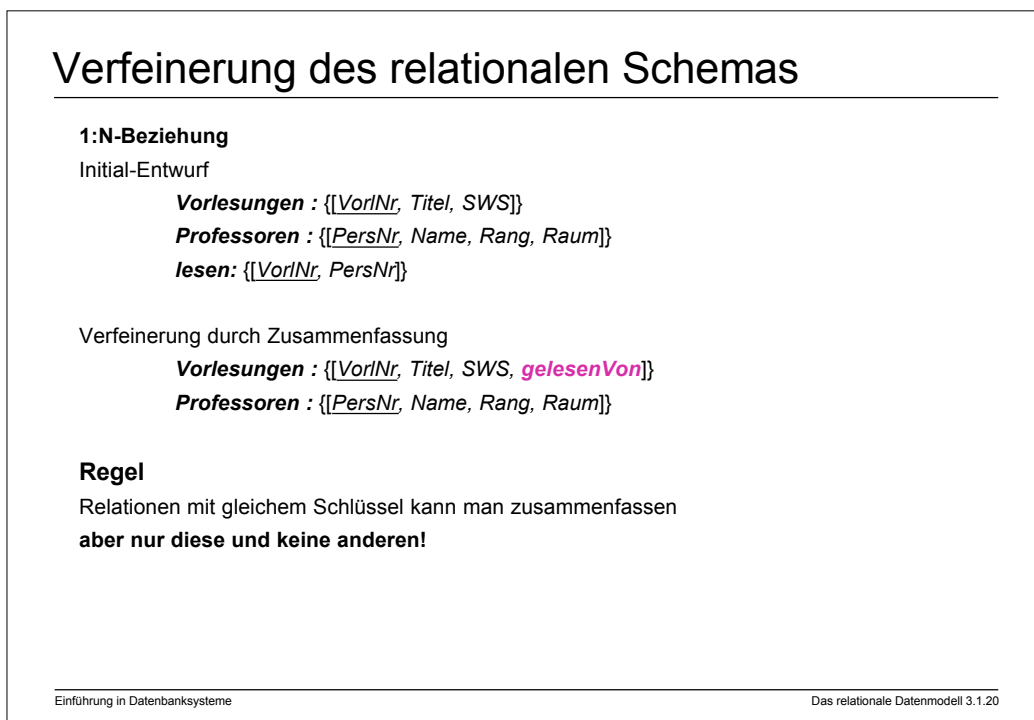 Verfeinerung des relationalen Schemas
1:N-Beziehung
Initial-Entwurf
Vorlesungen : {[VorlNr, Titel, SWS]}
Professoren : {[PersNr, Name, Rang, Raum]}
lesen: {[VorlNr, PersNr]}
Verfeinerung durch Zusammenfassung
Vorlesungen : {[VorlNr, Titel, SWS, gelesenVon]}
Professoren : {[PersNr, Name, Rang, Raum]}
Regel
Relationen mit gleichem Schlüssel kann man zusammenfassen
aber nur diese und keine anderen!
Einführung in Datenbanksysteme
Das relationale Datenmodell 3.1.20